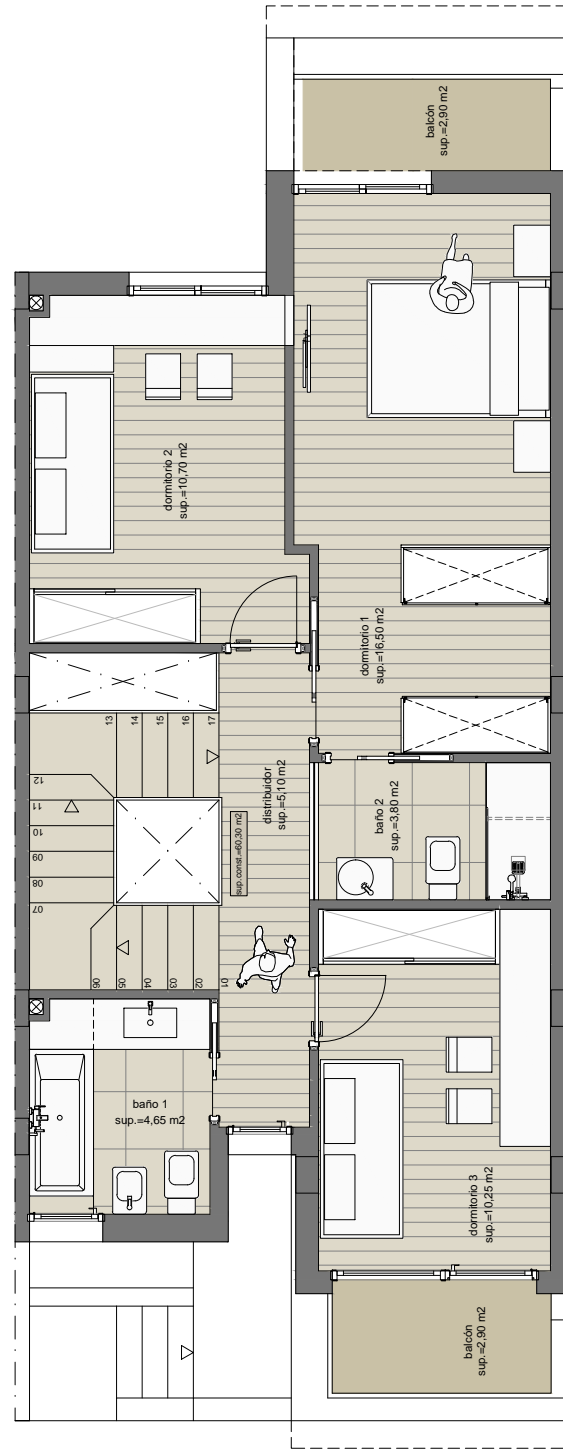 balcón
sup.=2,90 m2
dormitorio 2
sup.=10,70 m2
dormitorio 1
sup.=16,50 m2
13
14
15
16
17
12
11
10
09
08
07
06
05
04
03
02
01
sup.const.=60,30 m2
distribuidor
sup.=5,10 m2
baño 2
sup.=3,80 m2
baño 1
sup.=4,65 m2
dormitorio 3
sup.=10,25 m2
balcón
sup.=2,90 m2